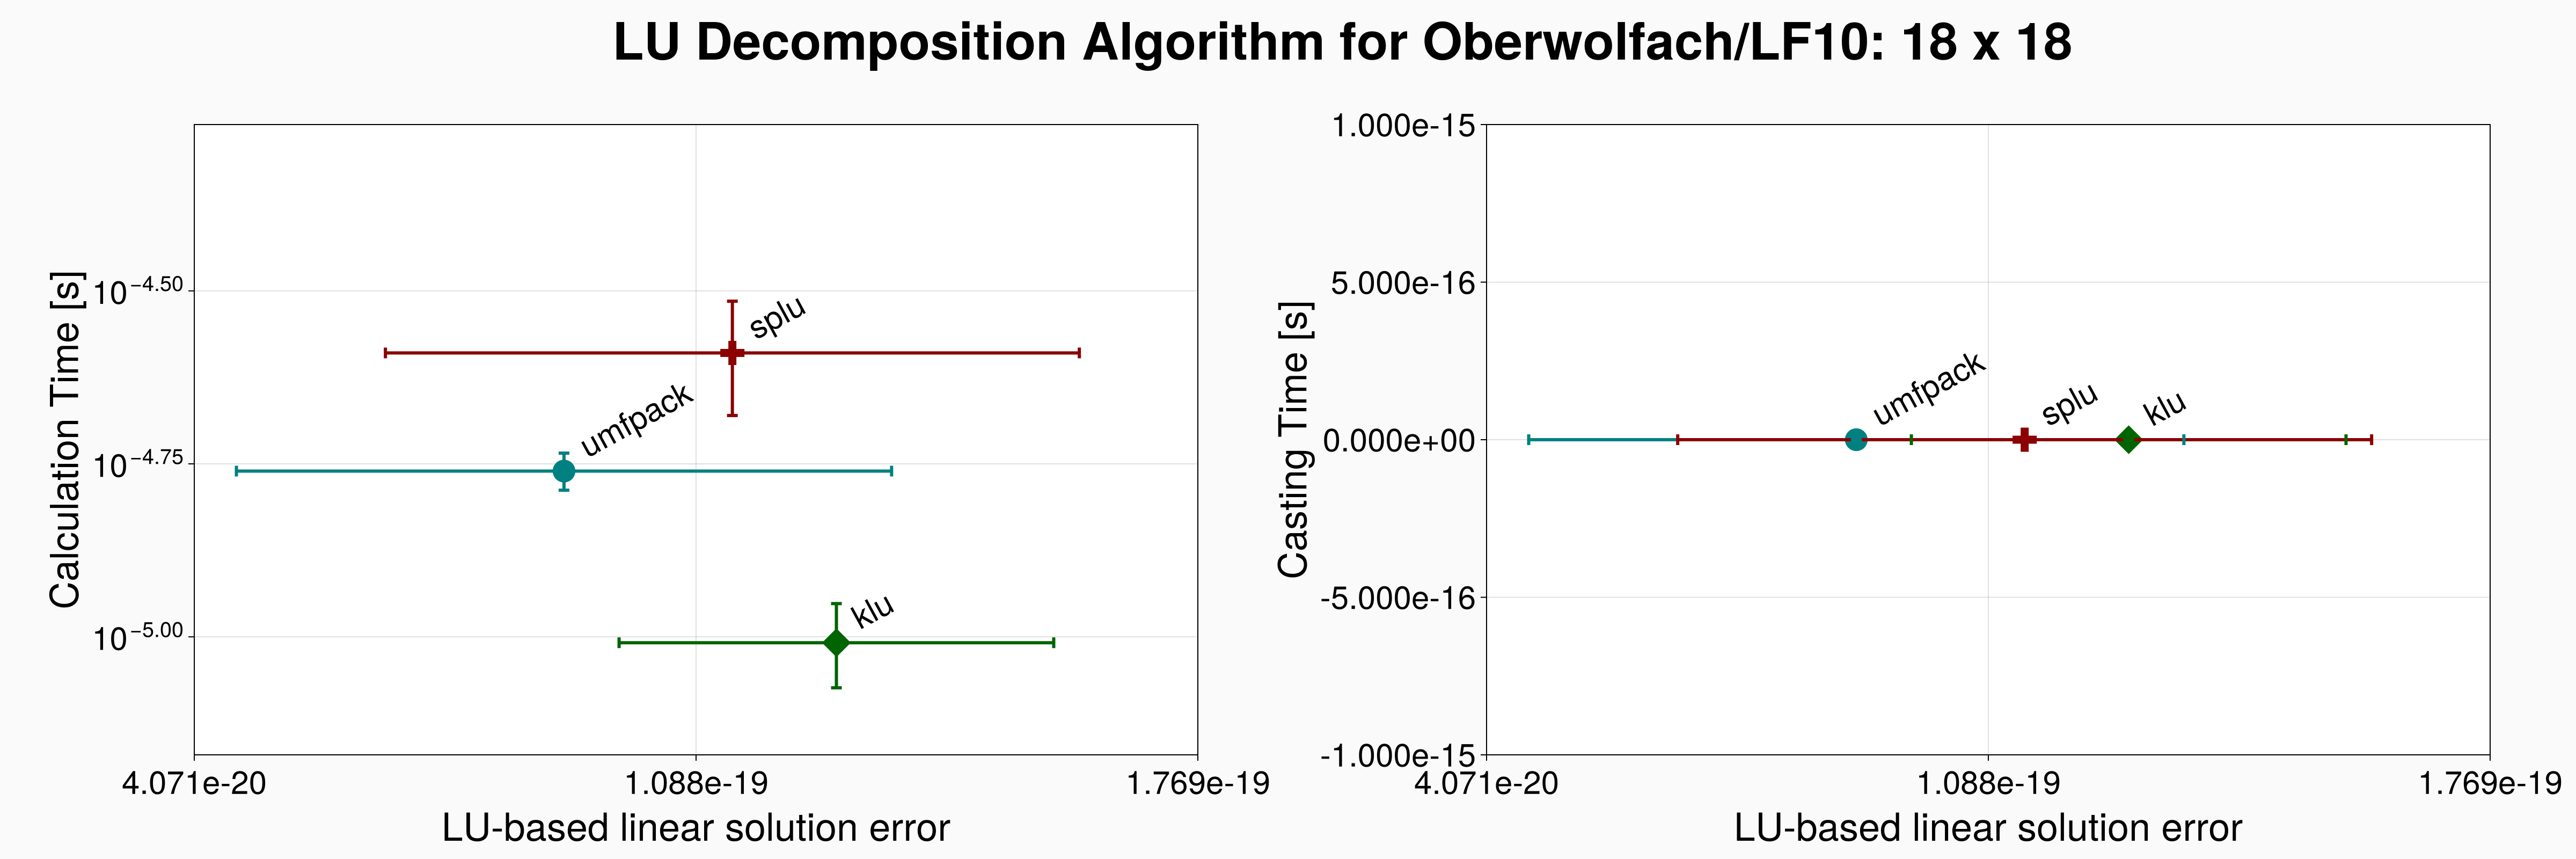 LU Decomposition Algorithm for Oberwolfach/LF10: 18 x 18
Calculation Time [s]
10^−4.50
10^−4.75
10^−5.00
splu
umfpack
klu
4.071e-20
1.088e-19
1.769e-19
LU-based linear solution error
Casting Time [s]
1.000e-15
5.000e-16
0.000e+00
-5.000e-16
-1.000e-15
umfpack
splu
klu
4.071e-20
1.088e-19
1.769e-19
LU-based linear solution error